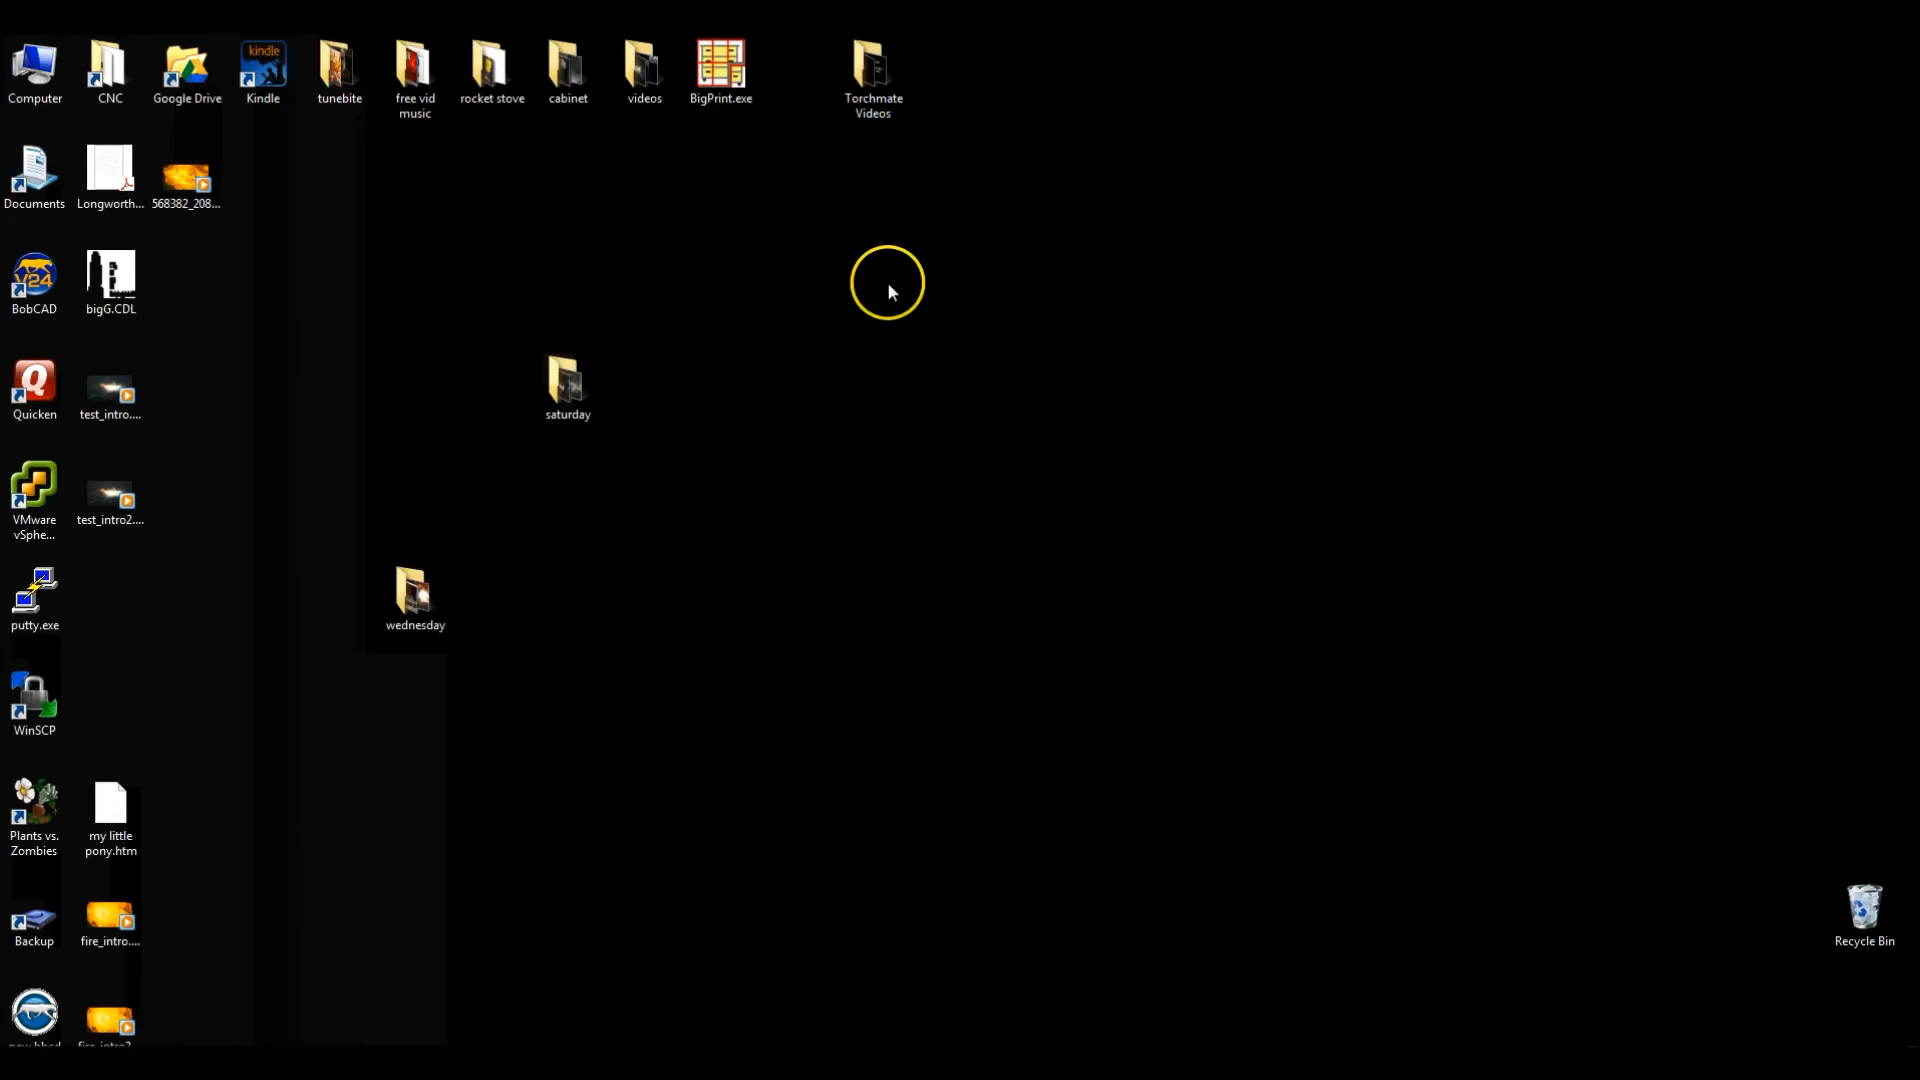 Computer
CNC
Google Drive
kindle
Kindle
tunebite
free vid
music
rocket stove
cabinet
videos
BigPrint.exe
Torchmate
Videos
Documents
Longworth...
568382_208...
V24
BobCAD
bigG.CDL
Q
Quicken
test_intro....
saturday
VMware
vSphe...
test_intro2....
putty.exe
wednesday
WinSCP
Plants vs.
Zombies
my little
pony.htm
Backup
fire_intro....
Recycle Bin